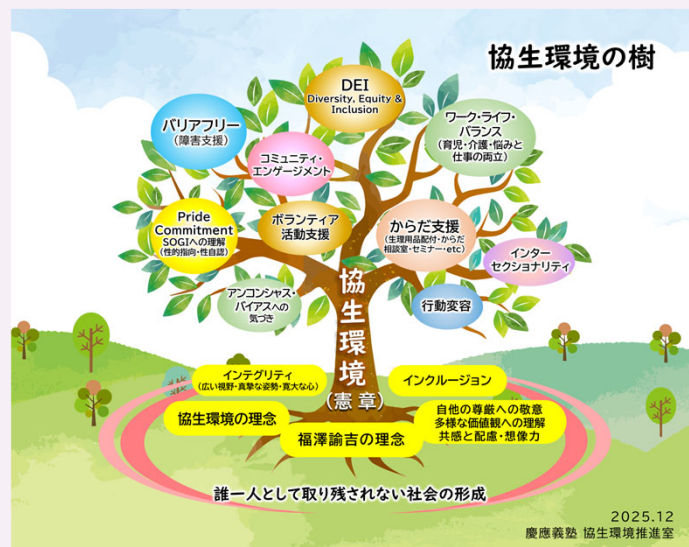 協生環境の樹
DEI
Diversity, Equity &
Inclusion
バリアフリー
(障害支援)
コミュニティ・
エンゲージメント
ワーク・ライフ・
バランス
(育児・介護・悩みと
仕事の両立)
Pride
Commitment
SOGIへの理解
(性的指向・性自認)
ボランティア
活動支援
からだ支援
(生理用品配付・からだ
相談室・セミナー・etc)
インター
セクショナリティ
アンコンシャス・
バイアスへの
気づき
行動変容
協生環境
(憲章)
インテグリティ
(広い視野・真摯な姿勢・寛大な心)
インクルージョン
協生環境の理念
福澤諭吉の理念
自他の尊厳への敬意
多様な価値観への理解
共感と配慮・想像力
誰一人として取り残されない社会の形成
2025.12
慶應義塾 協生環境推進室